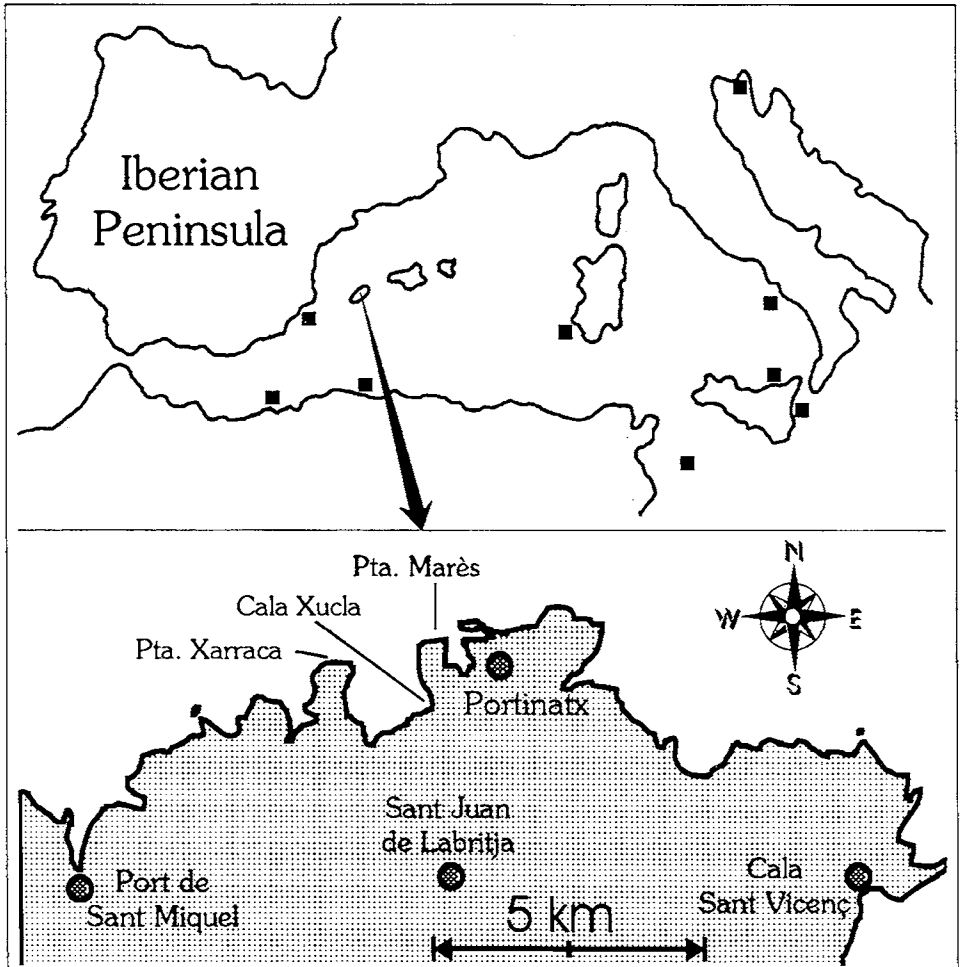 Iberian
Peninsula
Pta. Marès
Cala Xucla
Pta. Xarraca
N
W
E
S
Portinatx
Sant Juan
de Labritja
Port de
Sant Miquel
Cala
Sant Vicenç
5 km